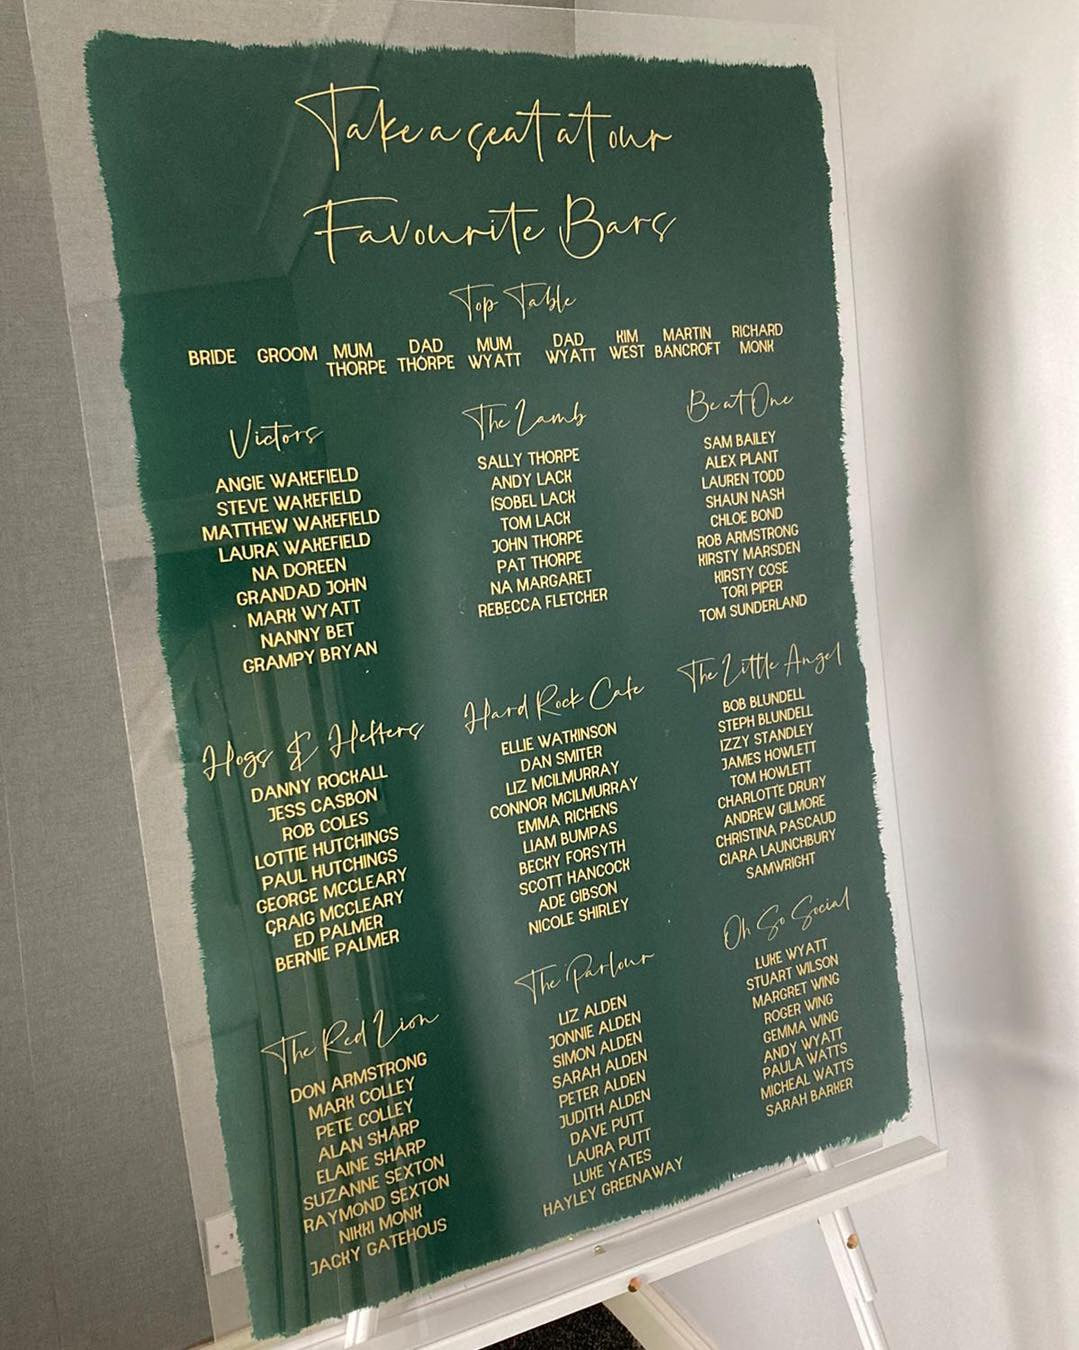 Take a seat at our
Favourite Bars
Top Table
BRIDE GROOM MUM THORPE DAD THORPE MUM WYATT DAD WYATT KIM WEST MARTIN BANCROFT RICHARD MONK
Victors
ANGIE WAKEFIELD
STEVE WAKEFIELD
MATTHEW WAKEFIELD
LAURA WAKEFIELD
NA DOREEN
GRANDAD JOHN
MARK WYATT
NANNY BET
GRAMPY BRYAN
The Lamb
SALLY THORPE
ANDY LACK
ISOBEL LACK
TOM LACK
JOHN THORPE
PAT THORPE
NA MARGARET
REBECCA FLETCHER
Be at One
SAM BAILEY
ALEX PLANT
LAUREN TODD
SHAUN NASH
CHLOE BOND
ROB ARMSTRONG
KIRSTY MARSDEN
KIRSTY COSE
TORI PIPER
TOM SUNDERLAND
Hogs & Hefters
DANNY ROCKALL
JESS CASBON
ROB COLES
LOTTIE HUTCHINGS
PAUL HUTCHINGS
GEORGE MCCLEARY
CRAIG MCCLEARY
ED PALMER
BERNIE PALMER
Hard Rock Cafe
ELLIE WATKINSON
DAN SMITER
LIZ MCILMURRAY
CONNOR MCILMURRAY
EMMA RICHENS
LIAM BUMPAS
BECKY FORSYTH
SCOTT HANCOCK
ADE GIBSON
NICOLE SHIRLEY
The Little Angel
BOB BLUNDELL
STEPH BLUNDELL
IZZY STANDLEY
JAMES HOWLETT
TOM HOWLETT
CHARLOTTE DRURY
ANDREW GILMORE
CHRISTINA PASCAUD
CIARA LAUNCHBURY
SAMWRIGHT
The Red Lion
DON ARMSTRONG
MARK COLLEY
PETE COLLEY
ALAN SHARP
ELAINE SHARP
SUZANNE SEXTON
RAYMOND SEXTON
NIKKI MONK
JACKY GATEHOUS
The Parlour
LIZ ALDEN
JONNIE ALDEN
SIMON ALDEN
SARAH ALDEN
PETER ALDEN
JUDITH ALDEN
DAVE PUTT
LAURA PUTT
LUKE YATES
HAYLEY GREENAWAY
Oh So Social
LUKE WYATT
STUART WILSON
MARGRET WING
ROGER WING
GEMMA WING
ANDY WYATT
PAULA WATTS
MICHEAL WATTS
SARAH BARKER